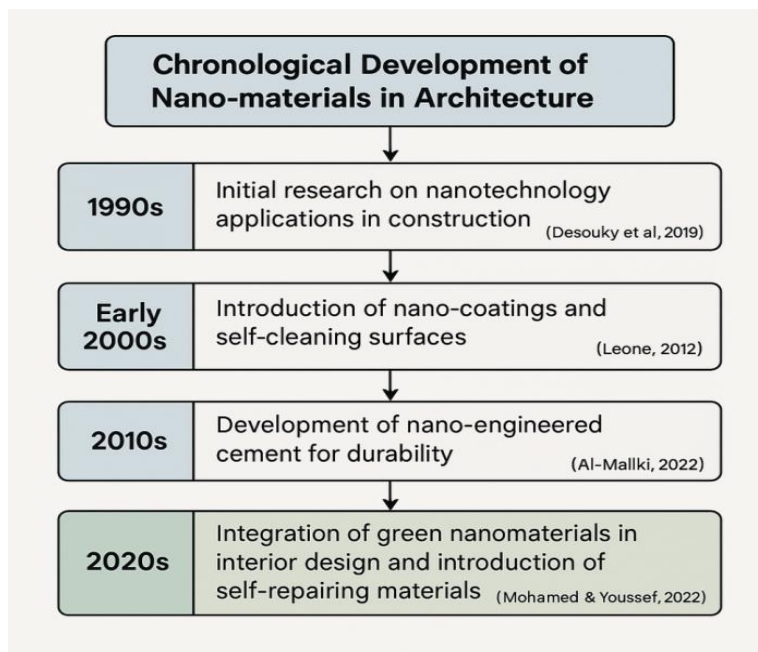 Chronological Development of
Nano-materials in Architecture
1990s
Initial research on nanotechnology
applications in construction
(Desouky et al, 2019)
Early
2000s
Introduction of nano-coatings and
self-cleaning surfaces
(Leone, 2012)
2010s
Development of nano-engineered
cement for durability
(Al-Mallki, 2022)
2020s
Integration of green nanomaterials in
interior design and introduction of
self-repairing materials
(Mohamed & Youssef, 2022)